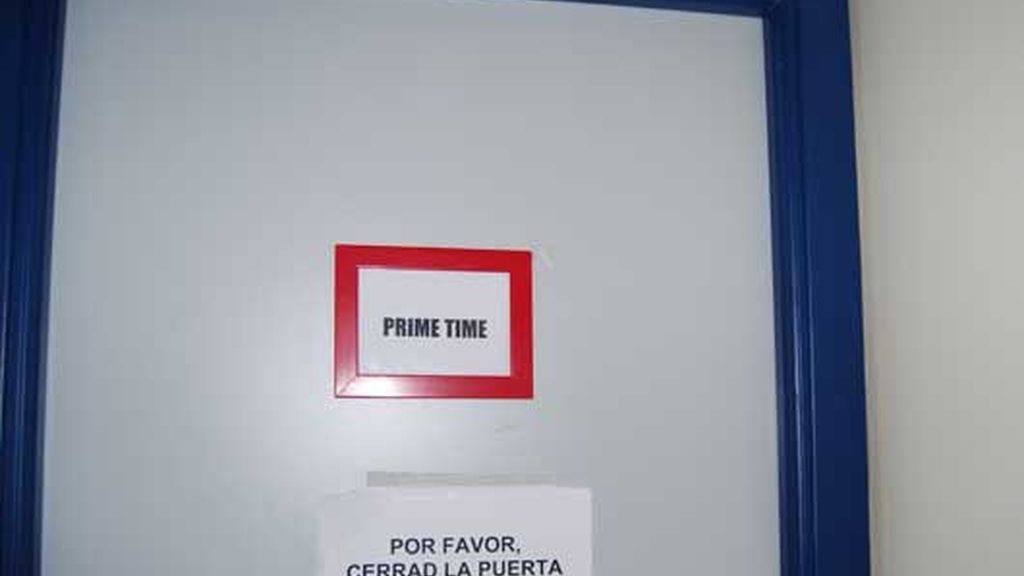 PRiME TIME
POR FAVOR,
CERRAD LA PUERTA